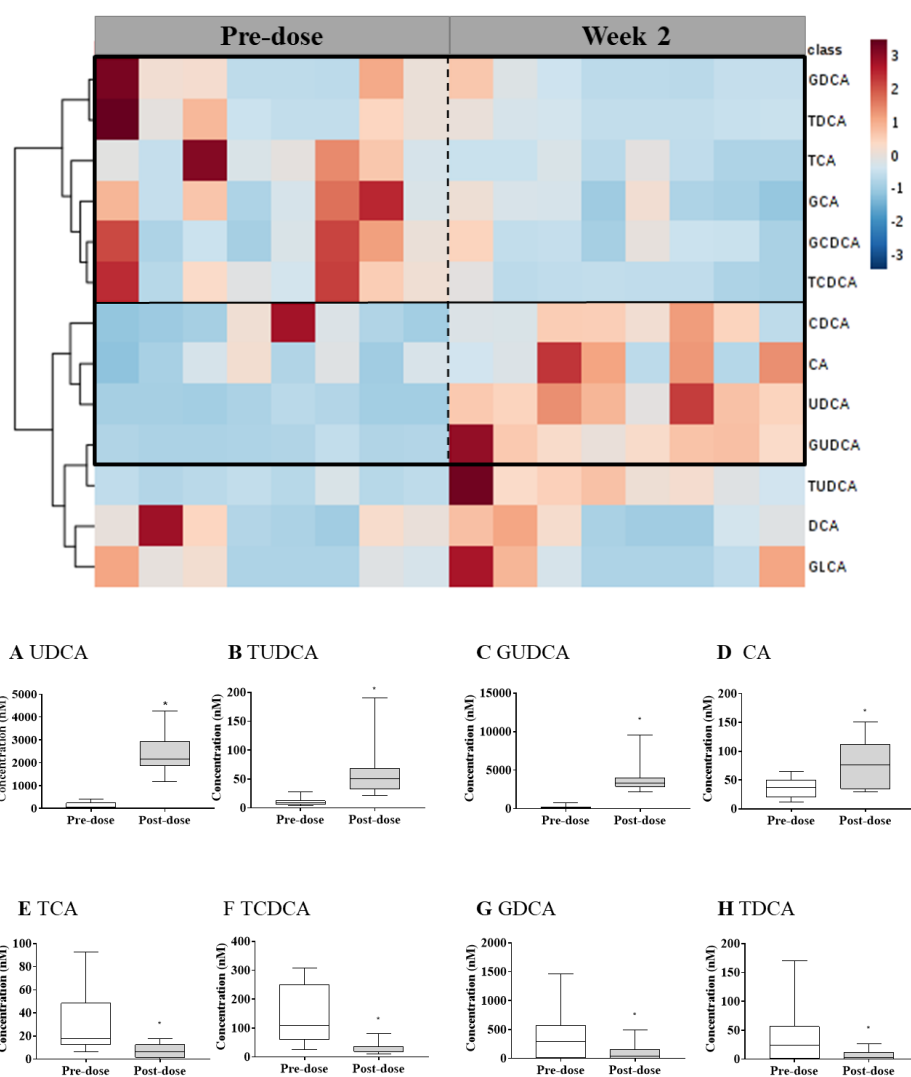 Pre-dose Week 2
class
GDCA
TDCA
TCA
GCA
GCDCA
TCDCA
CDCA
CA
UDCA
GUDCA
TUDCA
DCA
GLCA
3
2
1
0
-1
-2
-3
A UDCA
Concentration (nM)
5000
4000
3000
2000
1000
0
*
Pre-dose Post-dose
B TUDCA
Concentration (nM)
200
150
100
50
0
*
Pre-dose Post-dose
C GUDCA
Concentration (nM)
15000
10000
5000
0
*
Pre-dose Post-dose
D CA
Concentration (nM)
200
150
100
50
0
*
Pre-dose Post-dose
E TCA
Concentration (nM)
100
80
60
40
20
0
*
Pre-dose Post-dose
F TCDCA
Concentration (nM)
400
300
200
100
0
*
Pre-dose Post-dose
G GDCA
Concentration (nM)
2000
1500
1000
500
0
*
Pre-dose Post-dose
H TDCA
Concentration (nM)
200
150
100
50
0
*
Pre-dose Post-dose